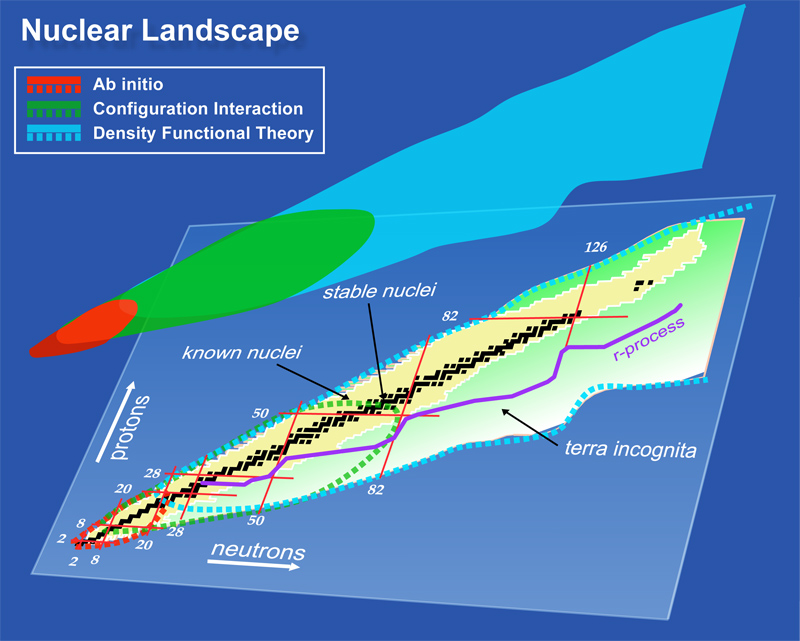 Nuclear Landscape
Ab initio
Configuration Interaction
Density Functional Theory
126
stable nuclei
82
r-process
known nuclei
protons
50
terra incognita
28
82
20
50
8
28
2
20
neutrons
2
8